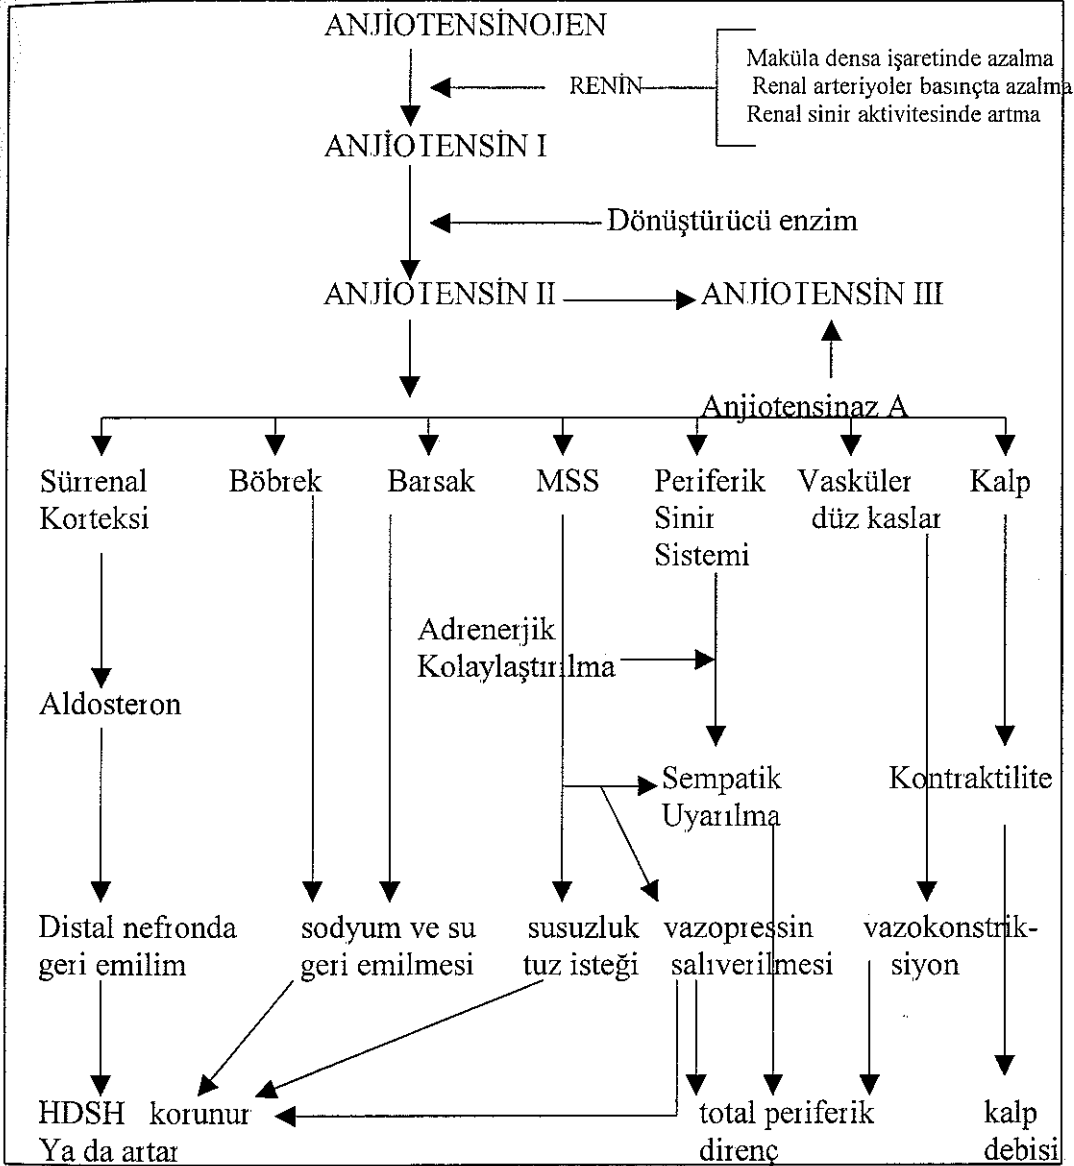 ANJİOTENSİNOJEN
Maküla densa işaretinde azalma
RENİN
Renal arteriyoler basınçta azalma
Renal sinir aktivitesinde artma
ANJİOTENSİN I
Dönüştürücü enzim
ANJİOTENSİN II
ANJİOTENSİN III
Anjiotensinaz A
Sürrenal
Korteksi
Böbrek
Barsak
MSS
Periferik
Sinir
Sistemi
Vasküler
düz kaslar
Kalp
Adrenerjik
Kolaylaştırılma
Aldosteron
Sempatik
Uyarılma
Kontraktilite
Distal nefronda
geri emilim
sodyum ve su
geri emilmesi
susuzluk
tuz isteği
vazopressin
salıverilmesi
vazokonstrik-
siyon
HDSH korunur
Ya da artar
total periferik
direnç
kalp
debisi